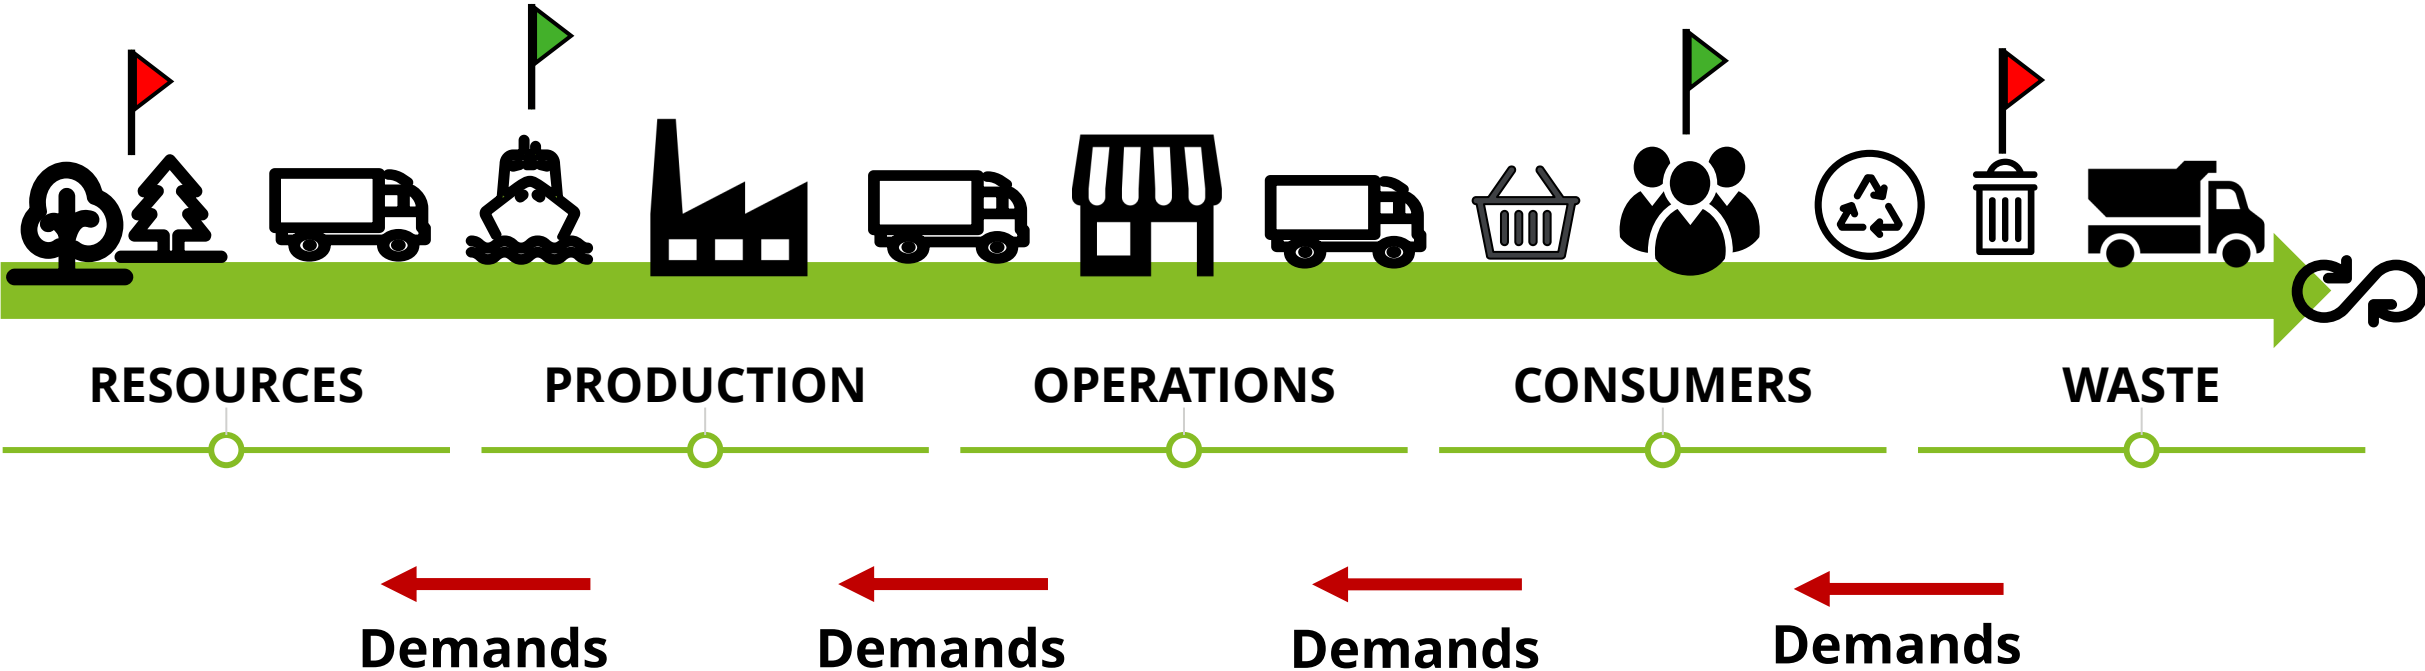 RESOURCES
PRODUCTION
OPERATIONS
CONSUMERS
WASTE
Demands
Demands
Demands
Demands